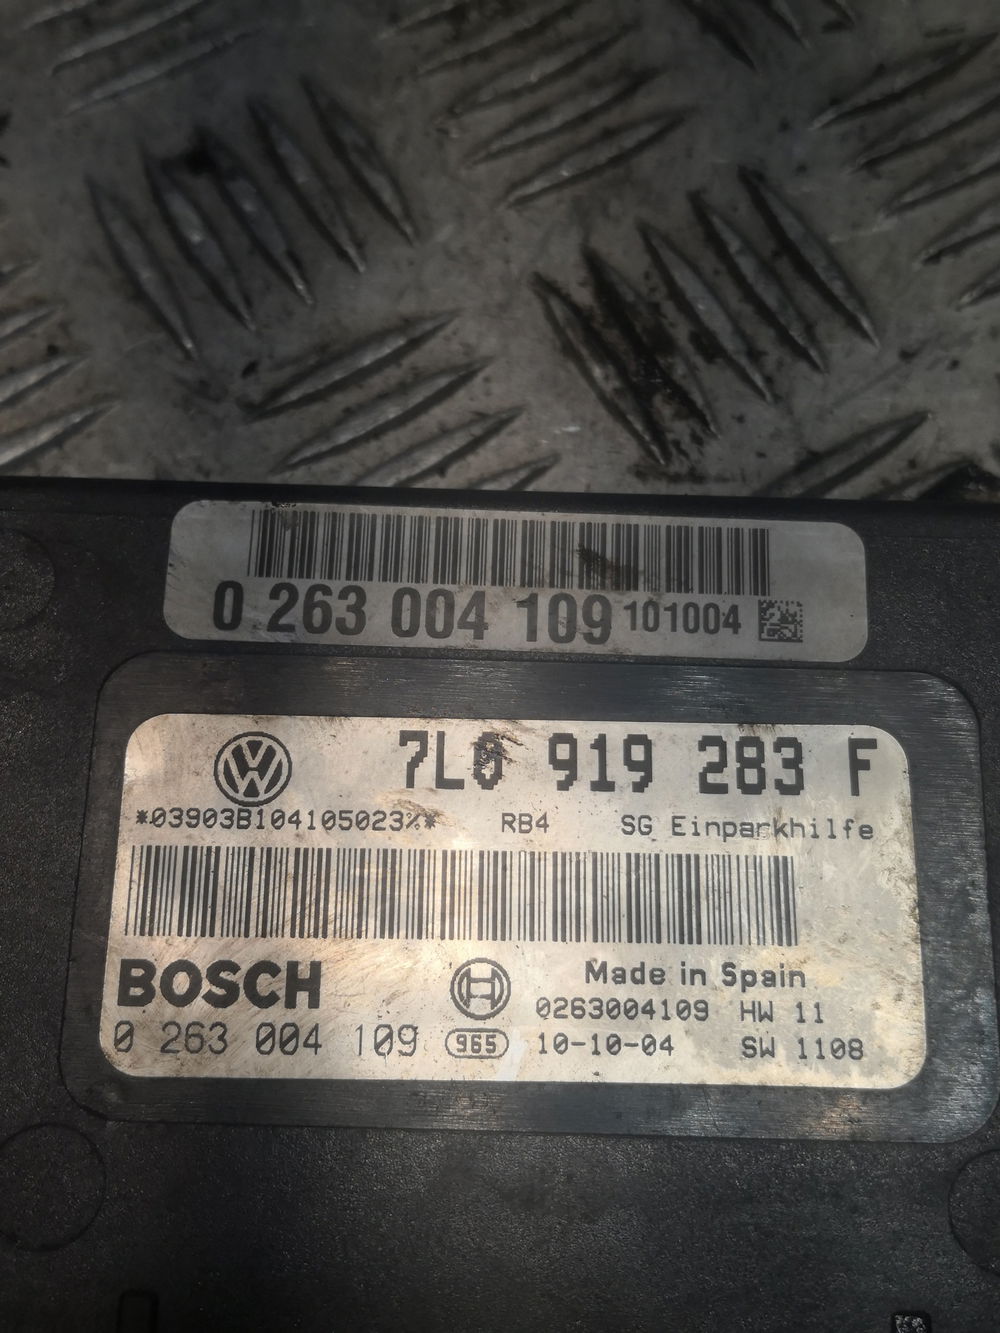 0 263 004 109 101004
7L0 919 283 F
*03903B104105023%* RB4 SG Einparkhilfe
BOSCH
Made in Spain
0263004109 HW 11
0 263 004 109 965 10-10-04 SW 1108